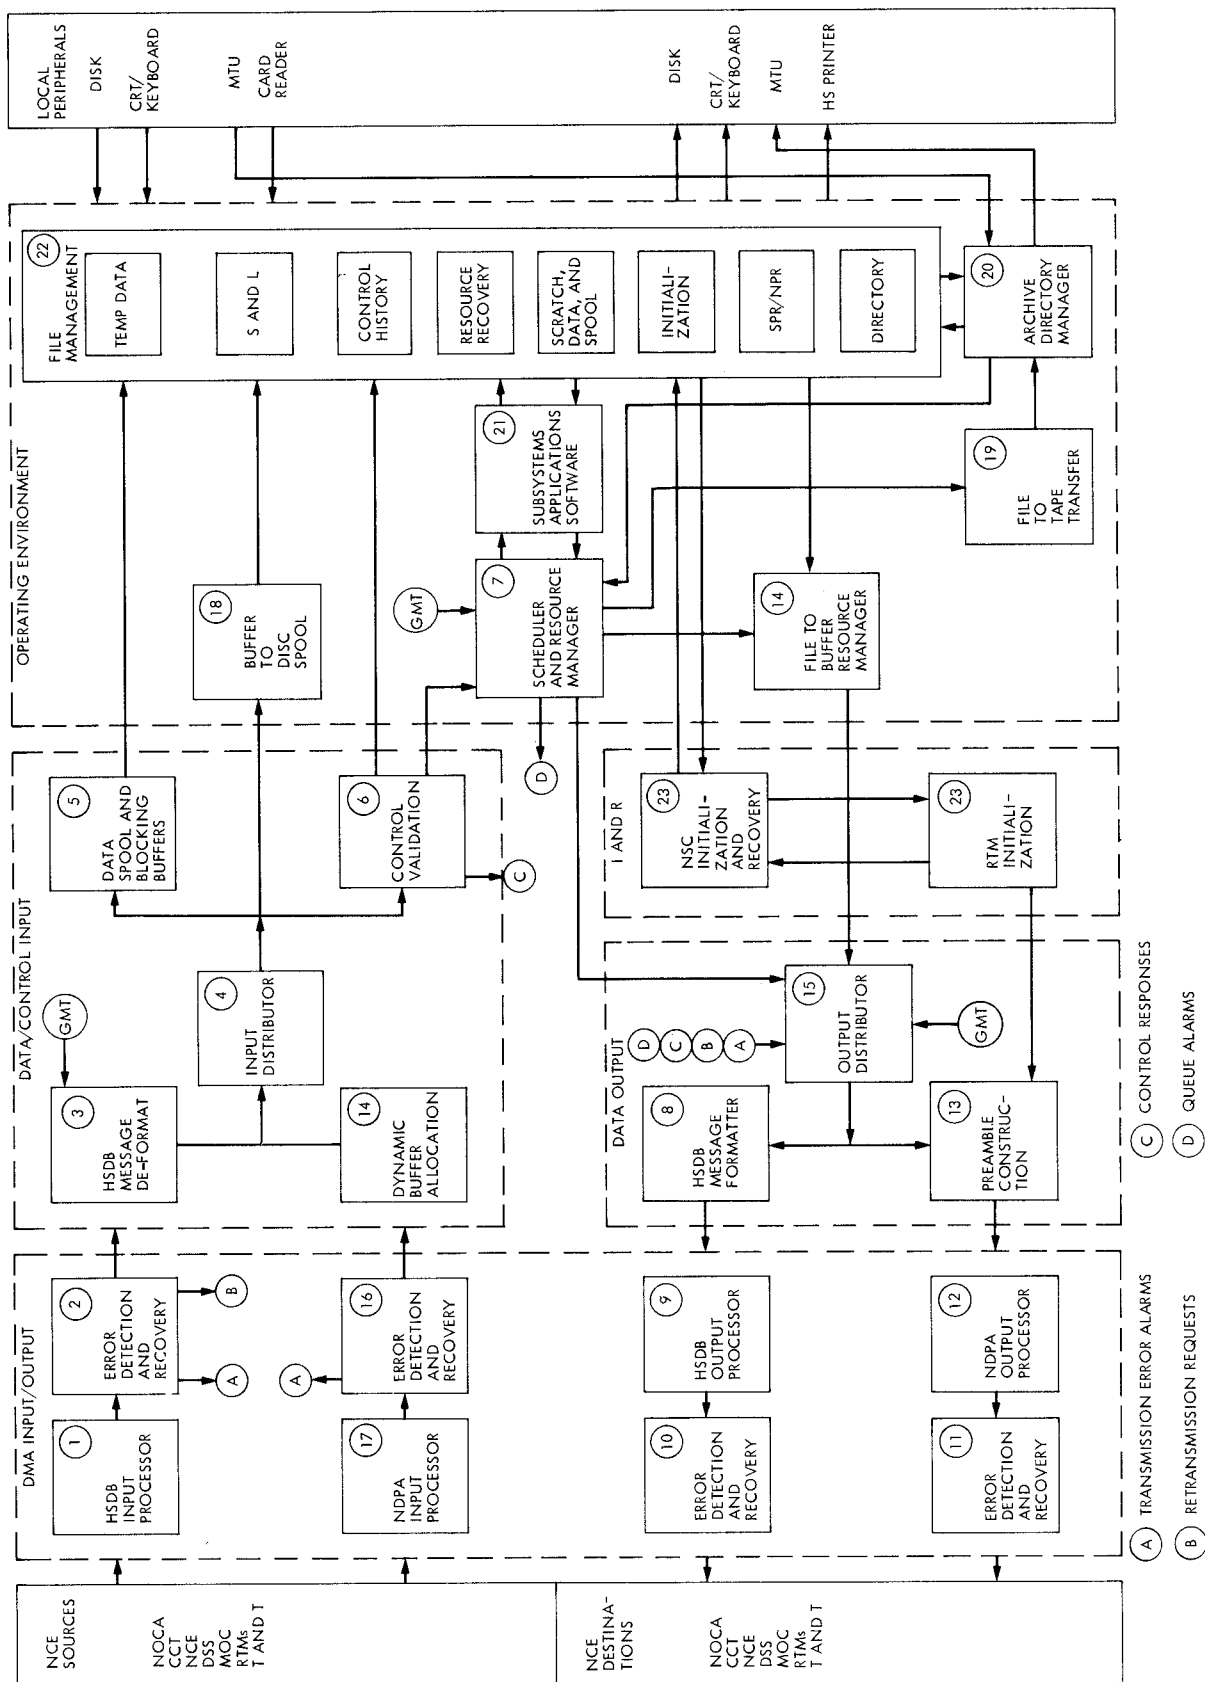 NCE
SOURCES
NOCA
CCT
NCE
DSS
MOC
RTMs
T AND T
NCE
DESTINA-
TIONS
NOCA
CCT
NCE
DSS
MOC
RTMs
T AND T
DMA INPUT/OUTPUT
1
HSDB
INPUT
PROCESSOR
2
ERROR
DETECTION
AND
RECOVERY
A
B
17
NDPA
INPUT
PROCESSOR
16
ERROR
DETECTION
AND
RECOVERY
A
9
HSDB
OUTPUT
PROCESSOR
10
ERROR
DETECTION
AND
RECOVERY
12
NDPA
OUTPUT
PROCESSOR
11
ERROR
DETECTION
AND
RECOVERY
DATA/CONTROL INPUT
GMT
3
HSDB
MESSAGE
DE-FORMAT
4
INPUT
DISTRIBUTOR
14
DYNAMIC
BUFFER
ALLOCATION
5
DATA
SPOOL AND
BLOCKING
BUFFERS
6
CONTROL
VALIDATION
C
DATA OUTPUT
8
HSDB
MESSAGE
FORMATTER
D
C
B
A
15
OUTPUT
DISTRIBUTOR
GMT
13
PREAMBLE
CONSTRUC-
TION
I AND R
23
NSC
INITIALI-
ZATION
AND
RECOVERY
23
RTM
INITIALI-
ZATION
OPERATING ENVIRONMENT
18
BUFFER
TO
DISC
SPOOL
GMT
7
SCHEDULER
AND RESOURCE
MANAGER
D
21
SUBSYSTEMS
APPLICATIONS
SOFTWARE
14
FILE TO
BUFFER
RESOURCE
MANAGER
19
FILE
TO
TAPE
TRANSFER
20
ARCHIVE
DIRECTORY
MANAGER
22
FILE
MANAGEMENT
TEMP DATA
S AND L
CONTROL
HISTORY
RESOURCE
RECOVERY
SCRATCH,
DATA, AND
SPOOL
INITIALI-
ZATION
SPR/NPR
DIRECTORY
LOCAL
PERIPHERALS
DISK
CRT/
KEYBOARD
MTU
CARD
READER
DISK
CRT/
KEYBOARD
MTU
HS PRINTER
A TRANSMISSION ERROR ALARMS
B RETRANSMISSION REQUESTS
C CONTROL RESPONSES
D QUEUE ALARMS